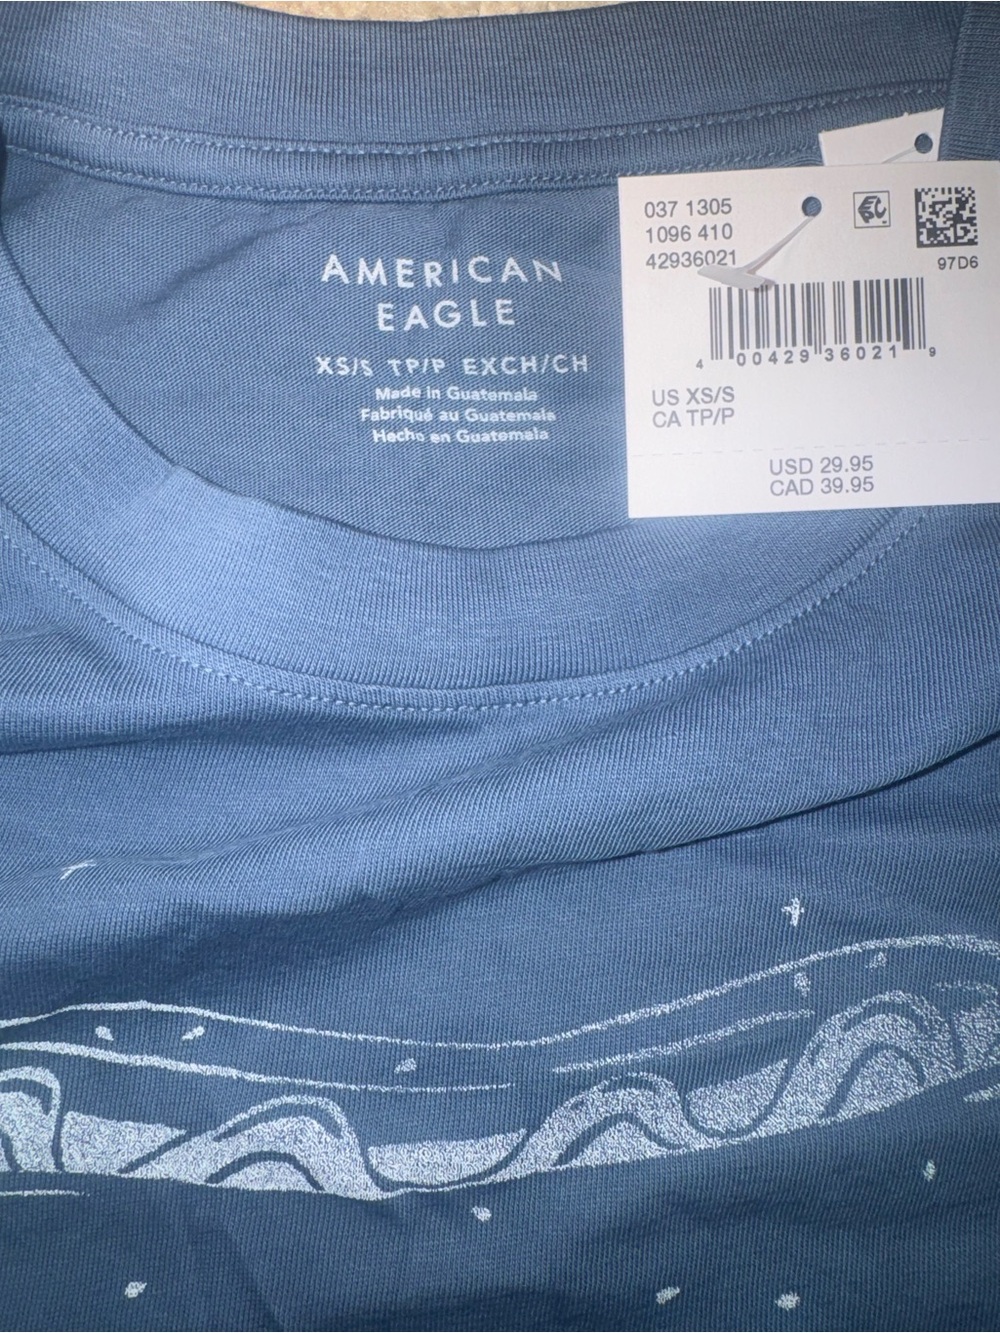 AMERICAN
EAGLE
XS/S TP/P EXCH/CH
Made in Guatemala
Fabriqué au Guatemala
Hecho en Guatemala
037 1305
1096 410
42936021
97D6
4 00429 36021 9
US XS/S
CA TP/P
USD 29.95
CAD 39.95